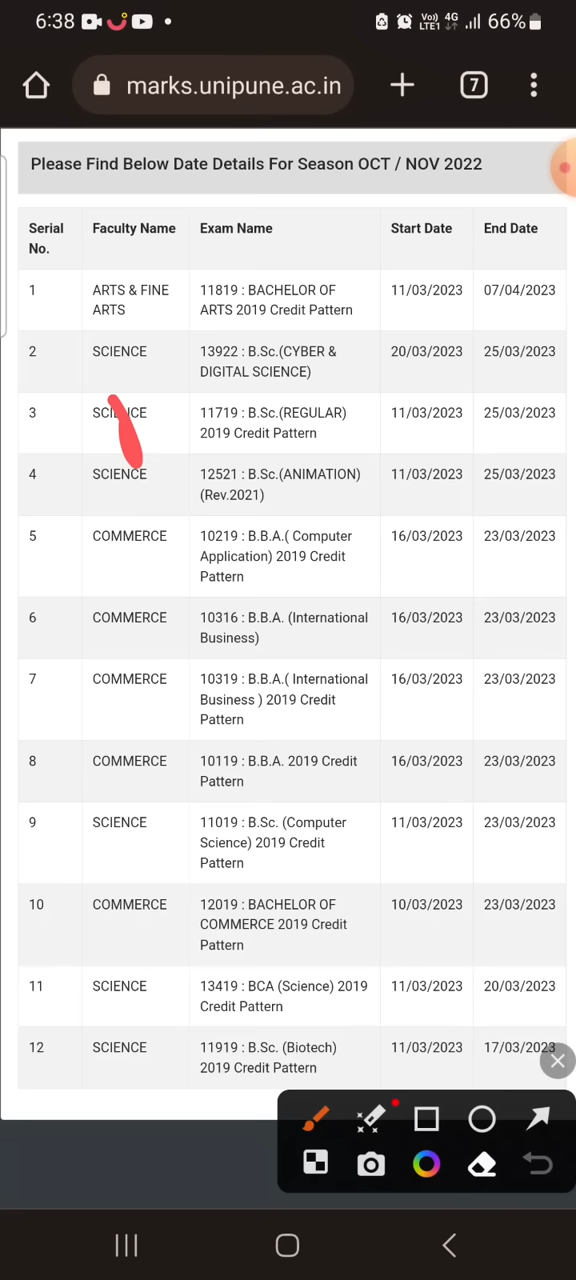 6:38
Vo)) 4G
LTE1
66%
marks.unipune.ac.in
7
Please Find Below Date Details For Season OCT / NOV 2022
Serial No. Faculty Name Exam Name Start Date End Date
1 ARTS & FINE ARTS 11819 : BACHELOR OF ARTS 2019 Credit Pattern 11/03/2023 07/04/2023
2 SCIENCE 13922 : B.Sc.(CYBER & DIGITAL SCIENCE) 20/03/2023 25/03/2023
3 SCIENCE 11719 : B.Sc.(REGULAR) 2019 Credit Pattern 11/03/2023 25/03/2023
4 SCIENCE 12521 : B.Sc.(ANIMATION) (Rev.2021) 11/03/2023 25/03/2023
5 COMMERCE 10219 : B.B.A.( Computer Application) 2019 Credit Pattern 16/03/2023 23/03/2023
6 COMMERCE 10316 : B.B.A. (International Business) 16/03/2023 23/03/2023
7 COMMERCE 10319 : B.B.A.( International Business ) 2019 Credit Pattern 16/03/2023 23/03/2023
8 COMMERCE 10119 : B.B.A. 2019 Credit Pattern 16/03/2023 23/03/2023
9 SCIENCE 11019 : B.Sc. (Computer Science) 2019 Credit Pattern 11/03/2023 23/03/2023
10 COMMERCE 12019 : BACHELOR OF COMMERCE 2019 Credit Pattern 10/03/2023 23/03/2023
11 SCIENCE 13419 : BCA (Science) 2019 Credit Pattern 11/03/2023 20/03/2023
12 SCIENCE 11919 : B.Sc. (Biotech) 2019 Credit Pattern 11/03/2023 17/03/2023